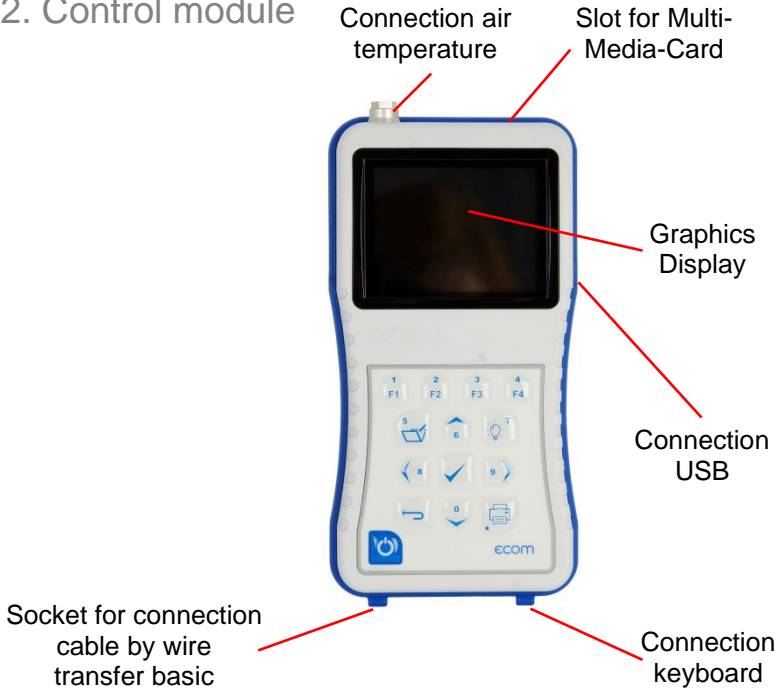 2. Control module
Connection air
temperature
Slot for Multi-
Media-Card
Graphics
Display
ecom
1 2 3 4
F1 F2 F3 F4
5 6 7
8 9
0
ecom
Connection
USB
Socket for connection
cable by wire
transfer basic
Connection
keyboard